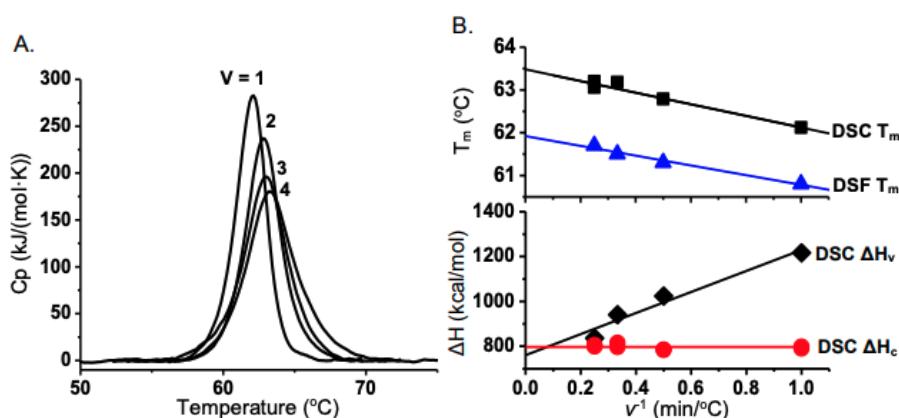 A.
V = 1
2
3
4
300
250
200
150
100
50
0
Cp (kJ/(mol·K))
50
60
70
Temperature (°C)
B.
64
63
62
61
Tm (°C)
DSC Tm
DSF Tm
1400
1200
1000
800
600
ΔH (kcal/mol)
DSC ΔHv
DSC ΔHc
0.0
0.2
0.4
0.6
0.8
1.0
v-1 (min/°C)